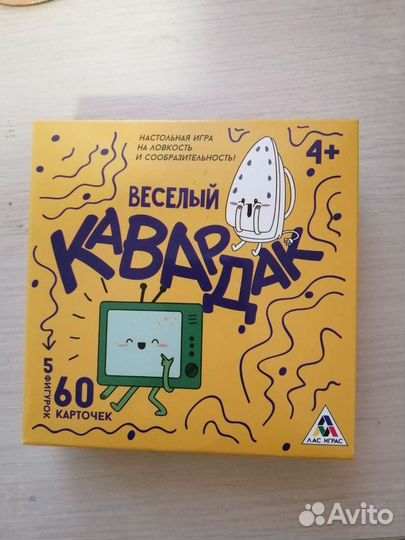 НАСТОЛЬНАЯ ИГРА
НА ЛОВКОСТЬ
И СООБРАЗИТЕЛЬНОСТЬ!
4+
ВЕСЕЛЫЙ
КАВАРДАК
5
ФИГУРОК
60
КАРТОЧЕК
ЛАС ИГРАС
Avito